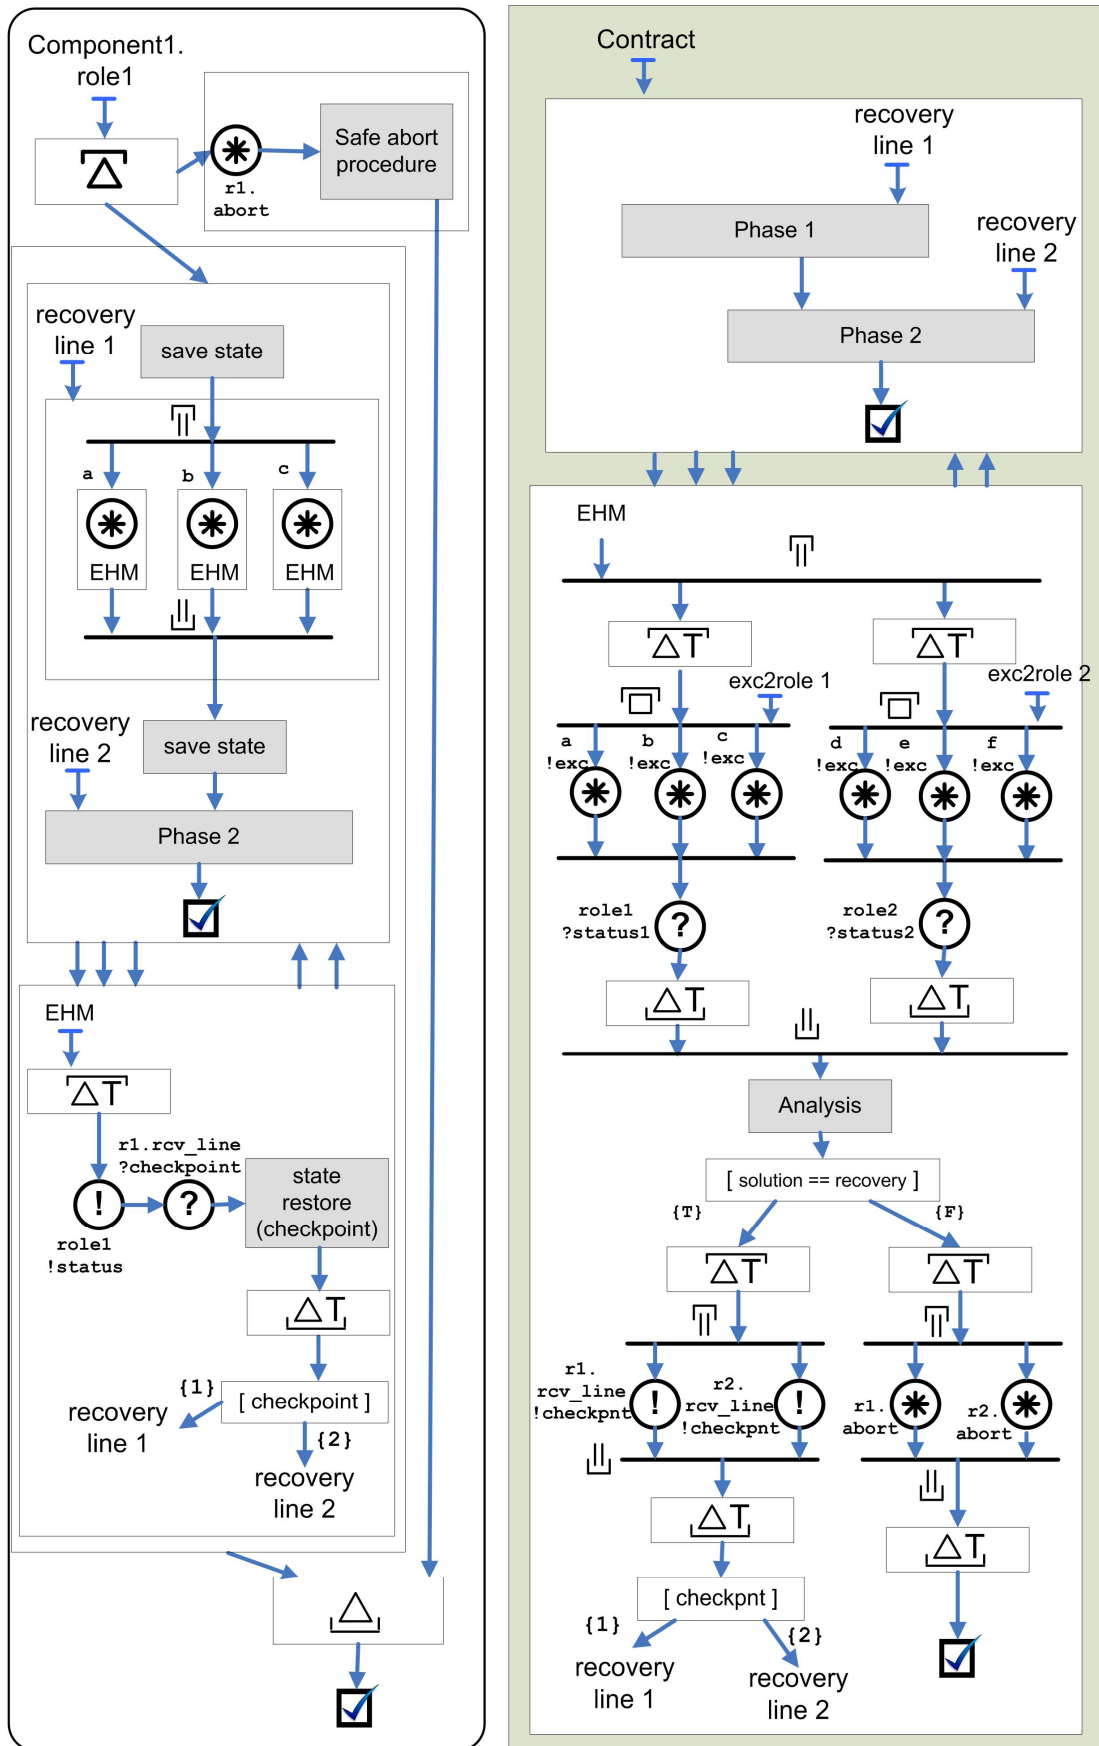 Component1.
role1
r1.
abort
Safe abort
procedure
recovery
line 1
save state
a
b
c
EHM
EHM
EHM
recovery
line 2
save state
Phase 2
EHM
T
r1.rcv_line
?checkpoint
!
?
role1
!status
state
restore
(checkpoint)
T
{1}
[ checkpoint ]
recovery
line 1
{2}
recovery
line 2
Contract
recovery
line 1
Phase 1
recovery
line 2
Phase 2
EHM
T
T
exc2role 1
exc2role 2
a
!exc
b
!exc
c
!exc
d
!exc
e
!exc
f
!exc
role1
?status1
?
role2
?status2
?
T
T
Analysis
[ solution == recovery ]
{T}
{F}
T
T
r1.
rcv_line
!checkpnt
!
r2.
rcv_line
!checkpnt
!
r1.
abort
r2.
abort
T
T
[ checkpnt ]
{1}
{2}
recovery
line 1
recovery
line 2